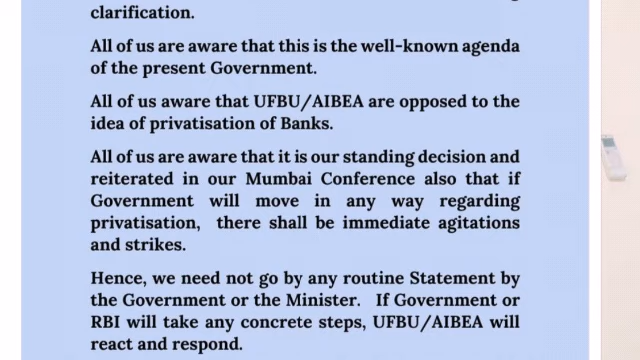 clarification.
All of us are aware that this is the well-known agenda
of the present Government.
All of us aware that UFBU/AIBEA are opposed to the
idea of privatisation of Banks.
All of us are aware that it is our standing decision and
reiterated in our Mumbai Conference also that if
Government will move in any way regarding
privatisation, there shall be immediate agitations
and strikes.
Hence, we need not go by any routine Statement by
the Government or the Minister. If Government or
RBI will take any concrete steps, UFBU/AIBEA will
react and respond.